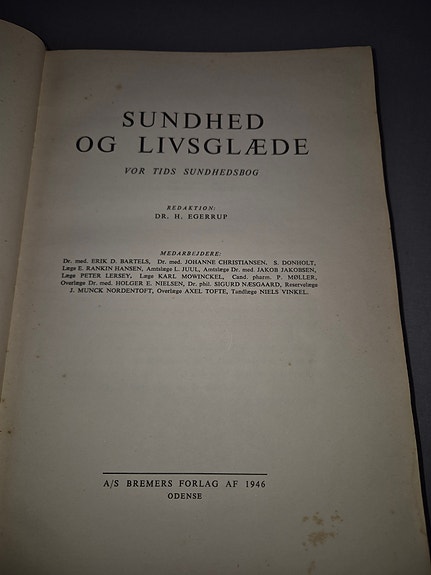 SUNDHED
OG LIVSGLÆDE
VOR TIDS SUNDHEDSBOG
REDAKTION:
DR. H. EGERRUP
MEDARBEJDERE:
Dr. med. ERIK D. BARTELS, Dr. med. JOHANNE CHRISTIANSEN, S. DONHOLT,
Læge E. RANKIN HANSEN, Amtslæge L. JUUL, Amtslæge Dr. med. JAKOB JAKOBSEN,
Læge PETER LERSEY, Læge KARL MOWINCKEL, Cand. pharm. P. MØLLER,
Overlæge Dr. med. HOLGER E. NIELSEN, Dr. phil. SIGURD NÆSGAARD, Reservelæge
J. MUNCK NORDENTOFT, Overlæge AXEL TOFTE, Tandlæge NIELS VINKEL.
A/S BREMERS FORLAG AF 1946
ODENSE